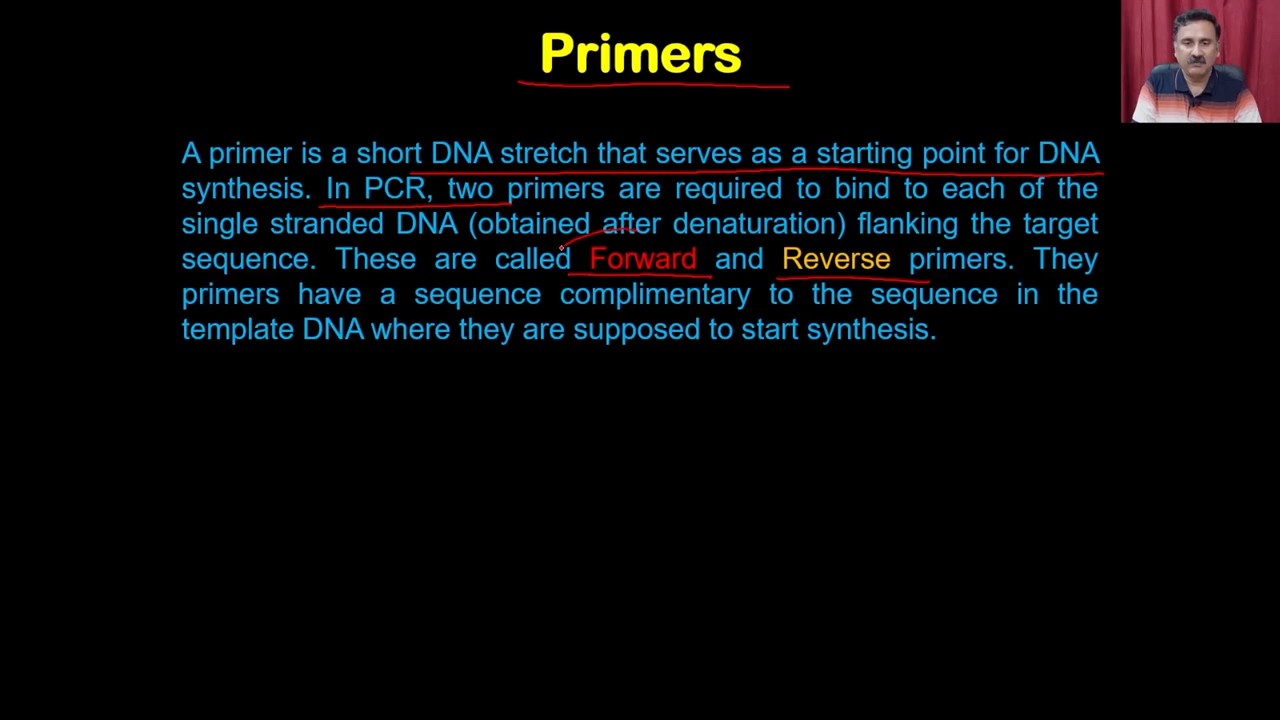 Primers
A primer is a short DNA stretch that serves as a starting point for DNA
synthesis. In PCR, two primers are required to bind to each of the
single stranded DNA (obtained after denaturation) flanking the target
sequence. These are called Forward and Reverse primers. They
primers have a sequence complimentary to the sequence in the
template DNA where they are supposed to start synthesis.